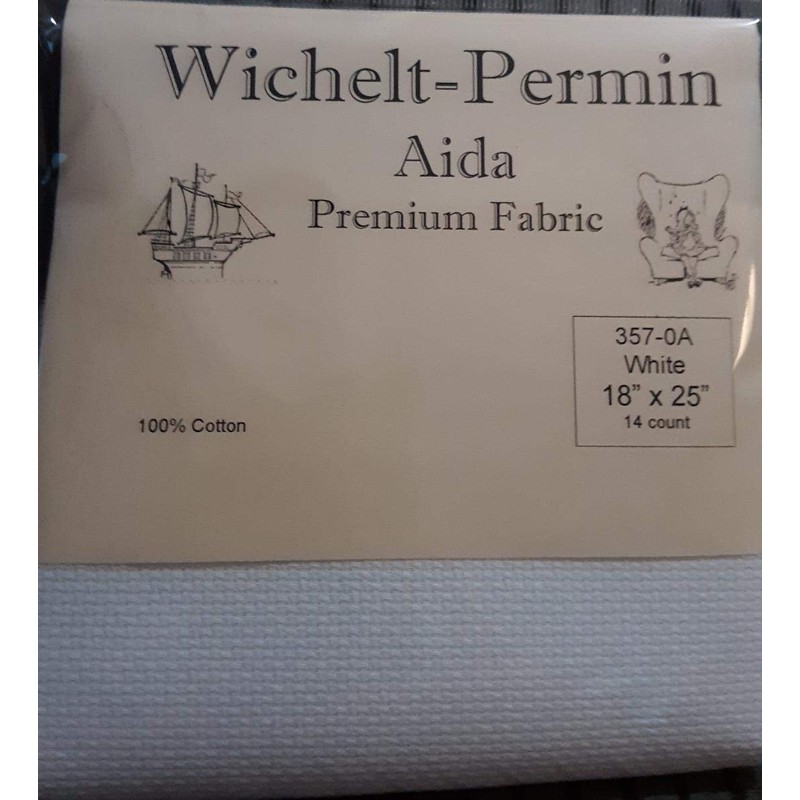 Wichelt-Permin
Aida
Premium Fabric
357-0A
White
18” x 25”
14 count
100% Cotton